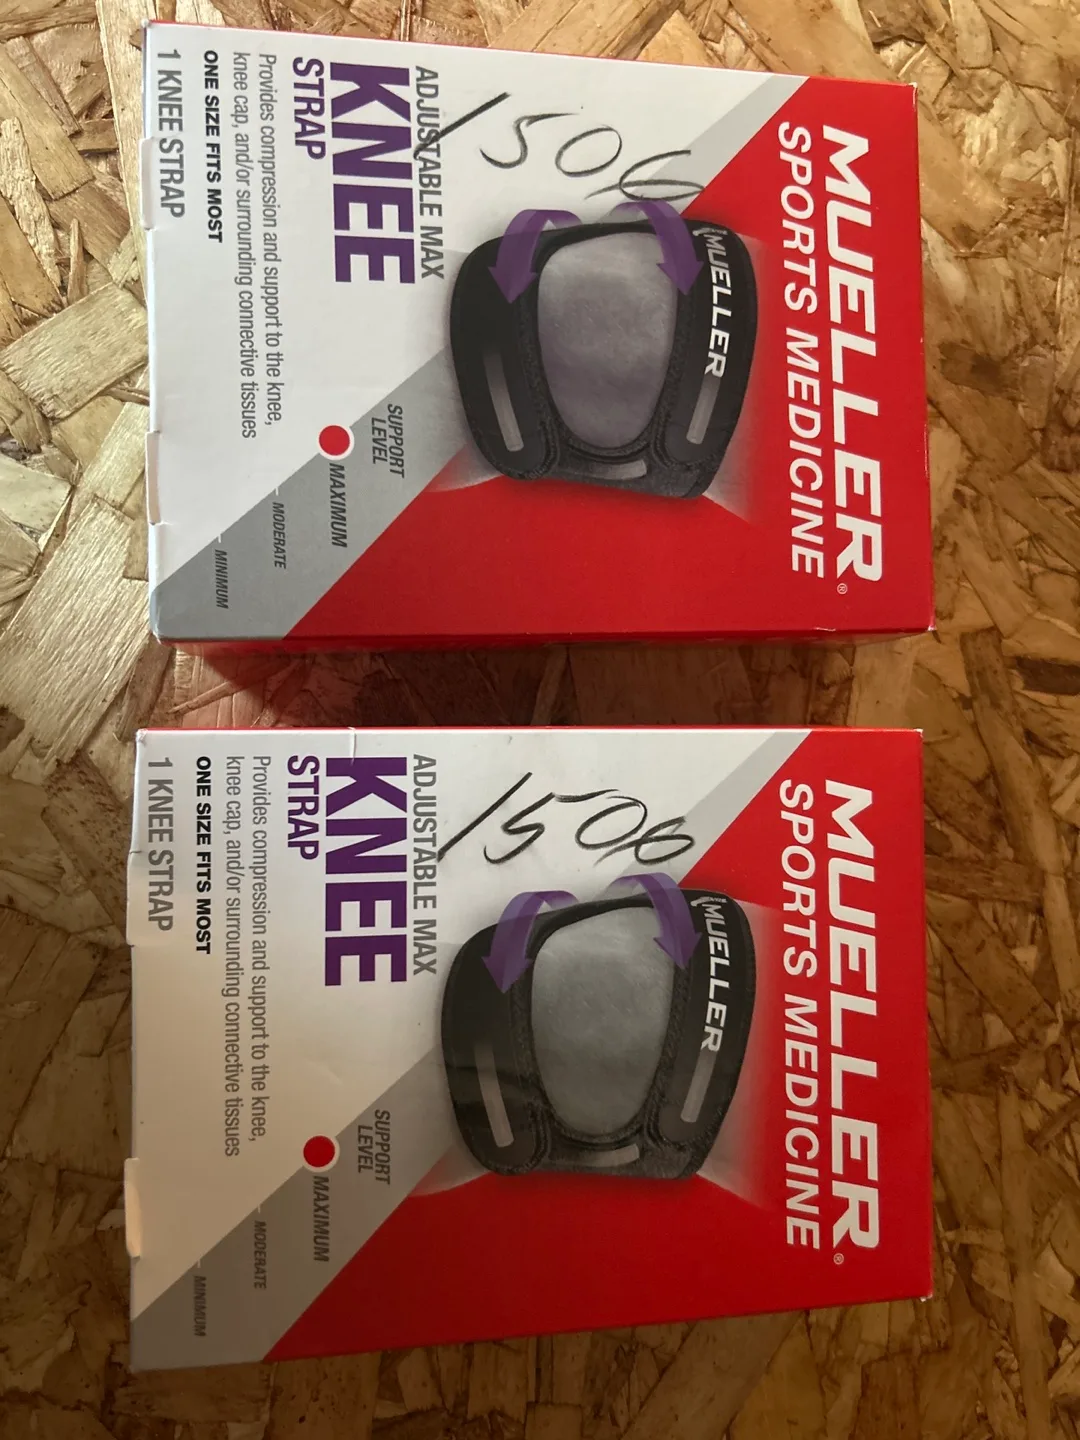 MUELLER®
SPORTS MEDICINE
MUELLER
1500
ADJUSTABLE MAX
KNEE
STRAP
Provides compression and support to the knee,
knee cap, and/or surrounding connective tissues
ONE SIZE FITS MOST
1 KNEE STRAP
SUPPORT
LEVEL
MAXIMUM
MODERATE
MINIMUM
MUELLER®
SPORTS MEDICINE
MUELLER
1500
ADJUSTABLE MAX
KNEE
STRAP
Provides compression and support to the knee,
knee cap, and/or surrounding connective tissues
ONE SIZE FITS MOST
1 KNEE STRAP
SUPPORT
LEVEL
MAXIMUM
MODERATE
MINIMUM